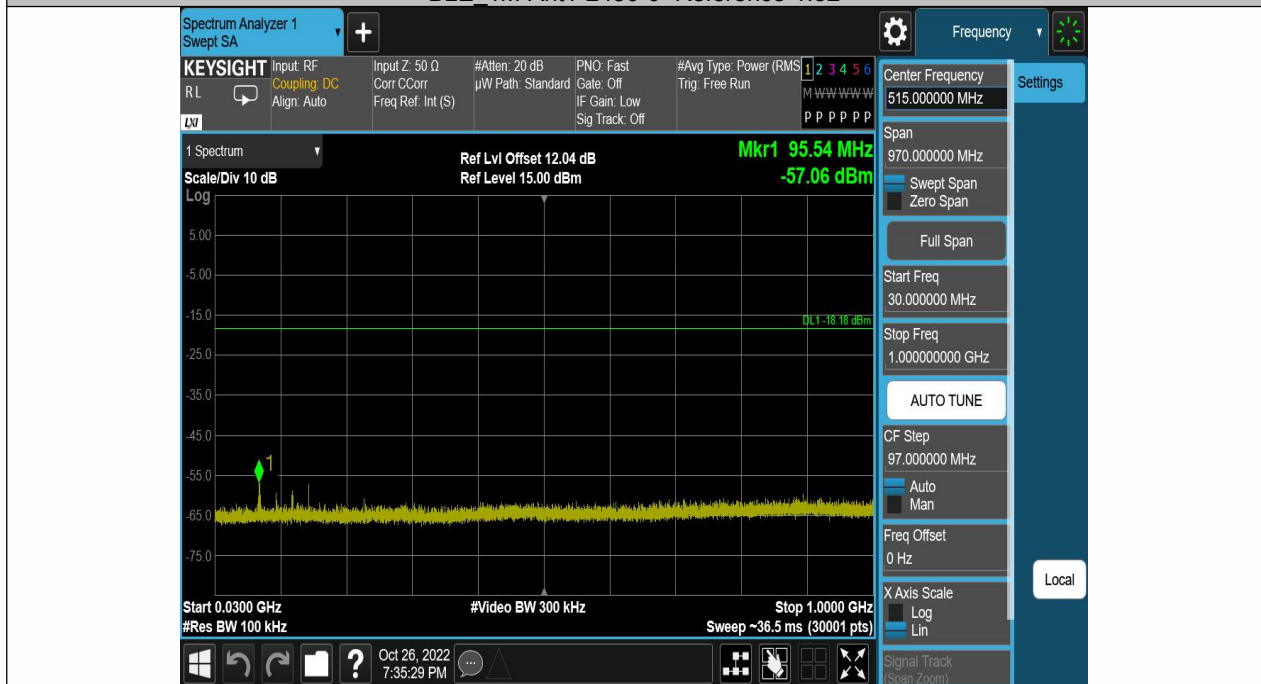 Spectrum Analyzer 1
Swept SA
Frequency
KEYSIGHT
RL
LXI
Input: RF
Coupling: DC
Align: Auto
Input Z: 50 Ω
Corr CCorr
Freq Ref: Int (S)
#Atten: 20 dB
µW Path: Standard
PNO: Fast
Gate: Off
IF Gain: Low
Sig Track: Off
#Avg Type: Power (RMS
Trig: Free Run
1 2 3 4 5 6
M W W W W W
P P P P P P
1 Spectrum
Scale/Div 10 dB
Log
Ref Lvl Offset 12.04 dB
Ref Level 15.00 dBm
Mkr1 95.54 MHz
-57.06 dBm
5.00
-5.00
-15.0
DL1 -18.18 dBm
-25.0
-35.0
-45.0
1
-55.0
-65.0
-75.0
Start 0.0300 GHz
#Res BW 100 kHz
#Video BW 300 kHz
Stop 1.0000 GHz
Sweep ~36.5 ms (30001 pts)
?
Oct 26, 2022
7:35:29 PM
Center Frequency
515.000000 MHz
Settings
Span
970.000000 MHz
Swept Span
Zero Span
Full Span
Start Freq
30.000000 MHz
Stop Freq
1.000000000 GHz
AUTO TUNE
CF Step
97.000000 MHz
Auto
Man
Freq Offset
0 Hz
X Axis Scale
Log
Lin
Local
Signal Track
(Span Zoom)